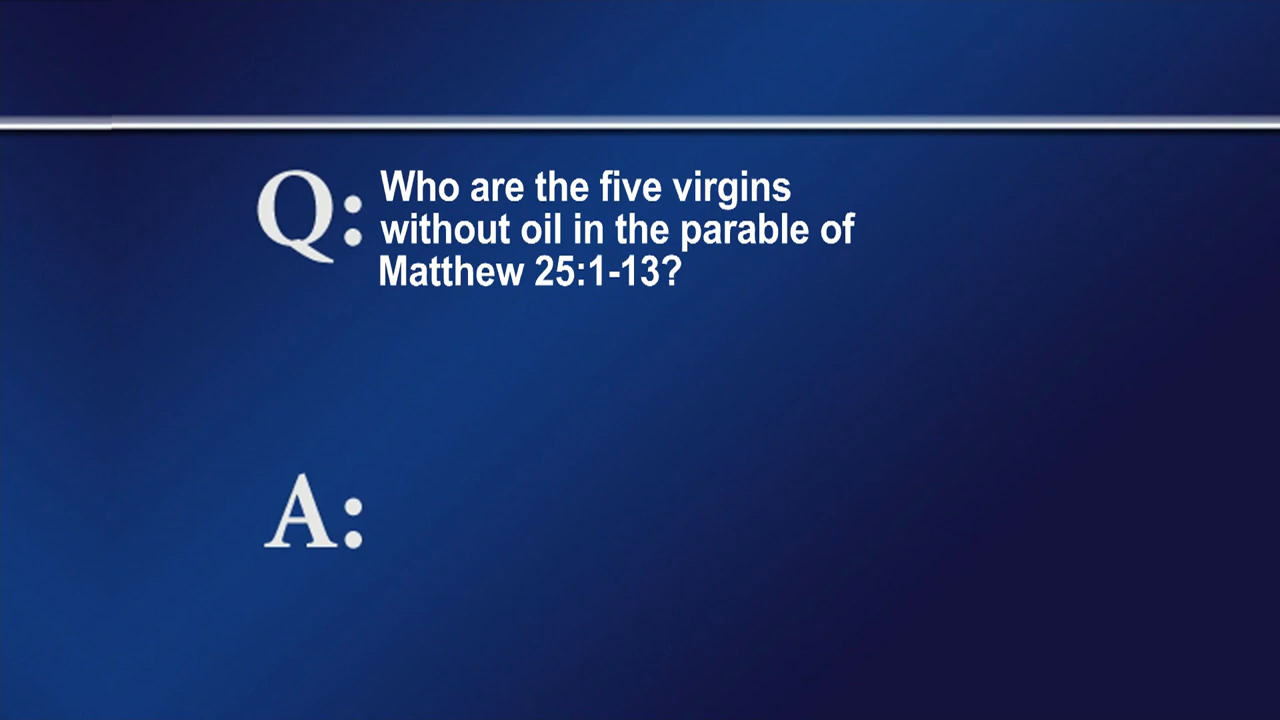 Q: Who are the five virgins
without oil in the parable of
Matthew 25:1-13?
A: